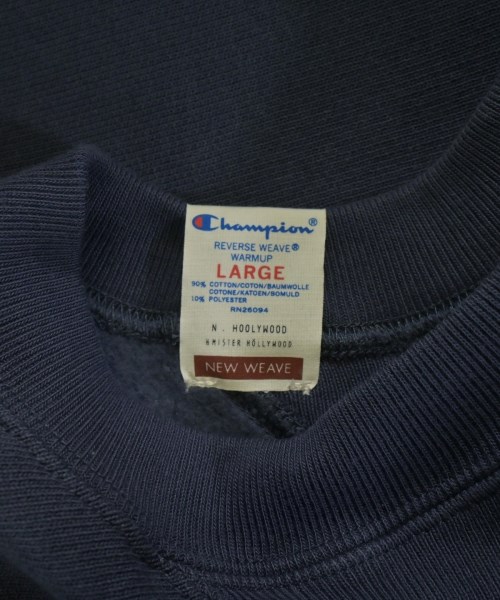 Champion®
REVERSE WEAVE®
WARMUP
LARGE
90% COTTON/COTON/BAUMWOLLE
COTONE/KATOEN/BOMULD
10% POLYESTER
RN26094
N. HOOLYWOOD
MISTER HOLLYWOOD
NEW WEAVE